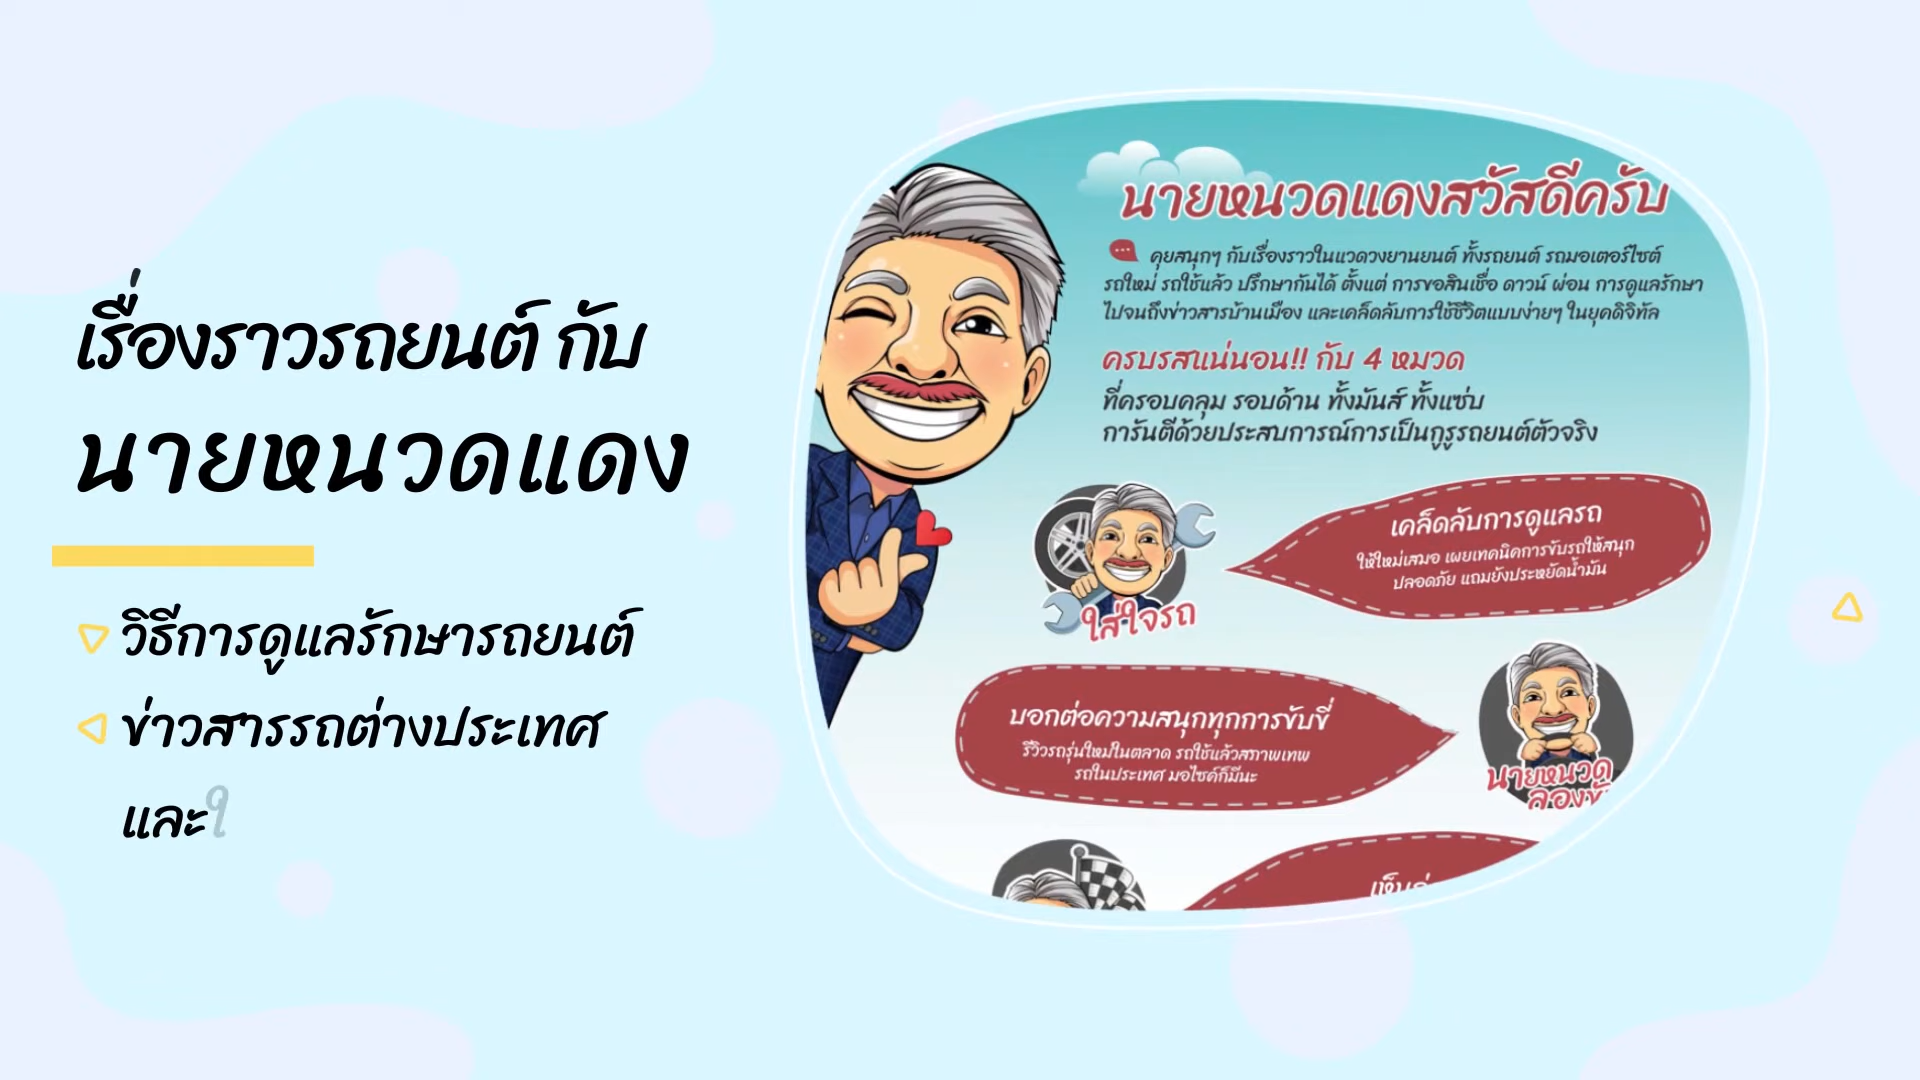 เรื่องราวรถยนต์ กับ
นายหนวดแดง
วิธีการดูแลรักษารถยนต์
ข่าวสารรถต่างประเทศ
และใ
นายหนวดแดงสวัสดีครับ
คุยสนุกๆ กับเรื่องราวในแวดวงยานยนต์ ทั้งรถยนต์ รถมอเตอร์ไซต์
รถใหม่ รถใช้แล้ว ปรึกษากันได้ ตั้งแต่ การขอสินเชื่อ ดาวน์ ผ่อน การดูแลรักษา
ไปจนถึงข่าวสารบ้านเมือง และเคล็ดลับการใช้ชีวิตแบบง่ายๆ ในยุคดิจิทัล
ครบรสแน่นอน!! กับ 4 หมวด
ที่ครอบคลุม รอบด้าน ทั้งมันส์ ทั้งแซ่บ
การันตีด้วยประสบการณ์การเป็นกูรูรถยนต์ตัวจริง
เคล็ดลับการดูแลรถ
ให้ใหม่เสมอ เผยเทคนิคการขับรถให้สนุก
ปลอดภัย แถมยังประหยัดน้ำมัน
ใส่ใจรถ
บอกต่อความสนุกทุกการขับขี่
รีวิวรถรุ่นใหม่ในตลาด รถใช้แล้วสภาพเทพ
รถในประเทศ มอไซค์ก็มีนะ
นายหนวด
ลองขั